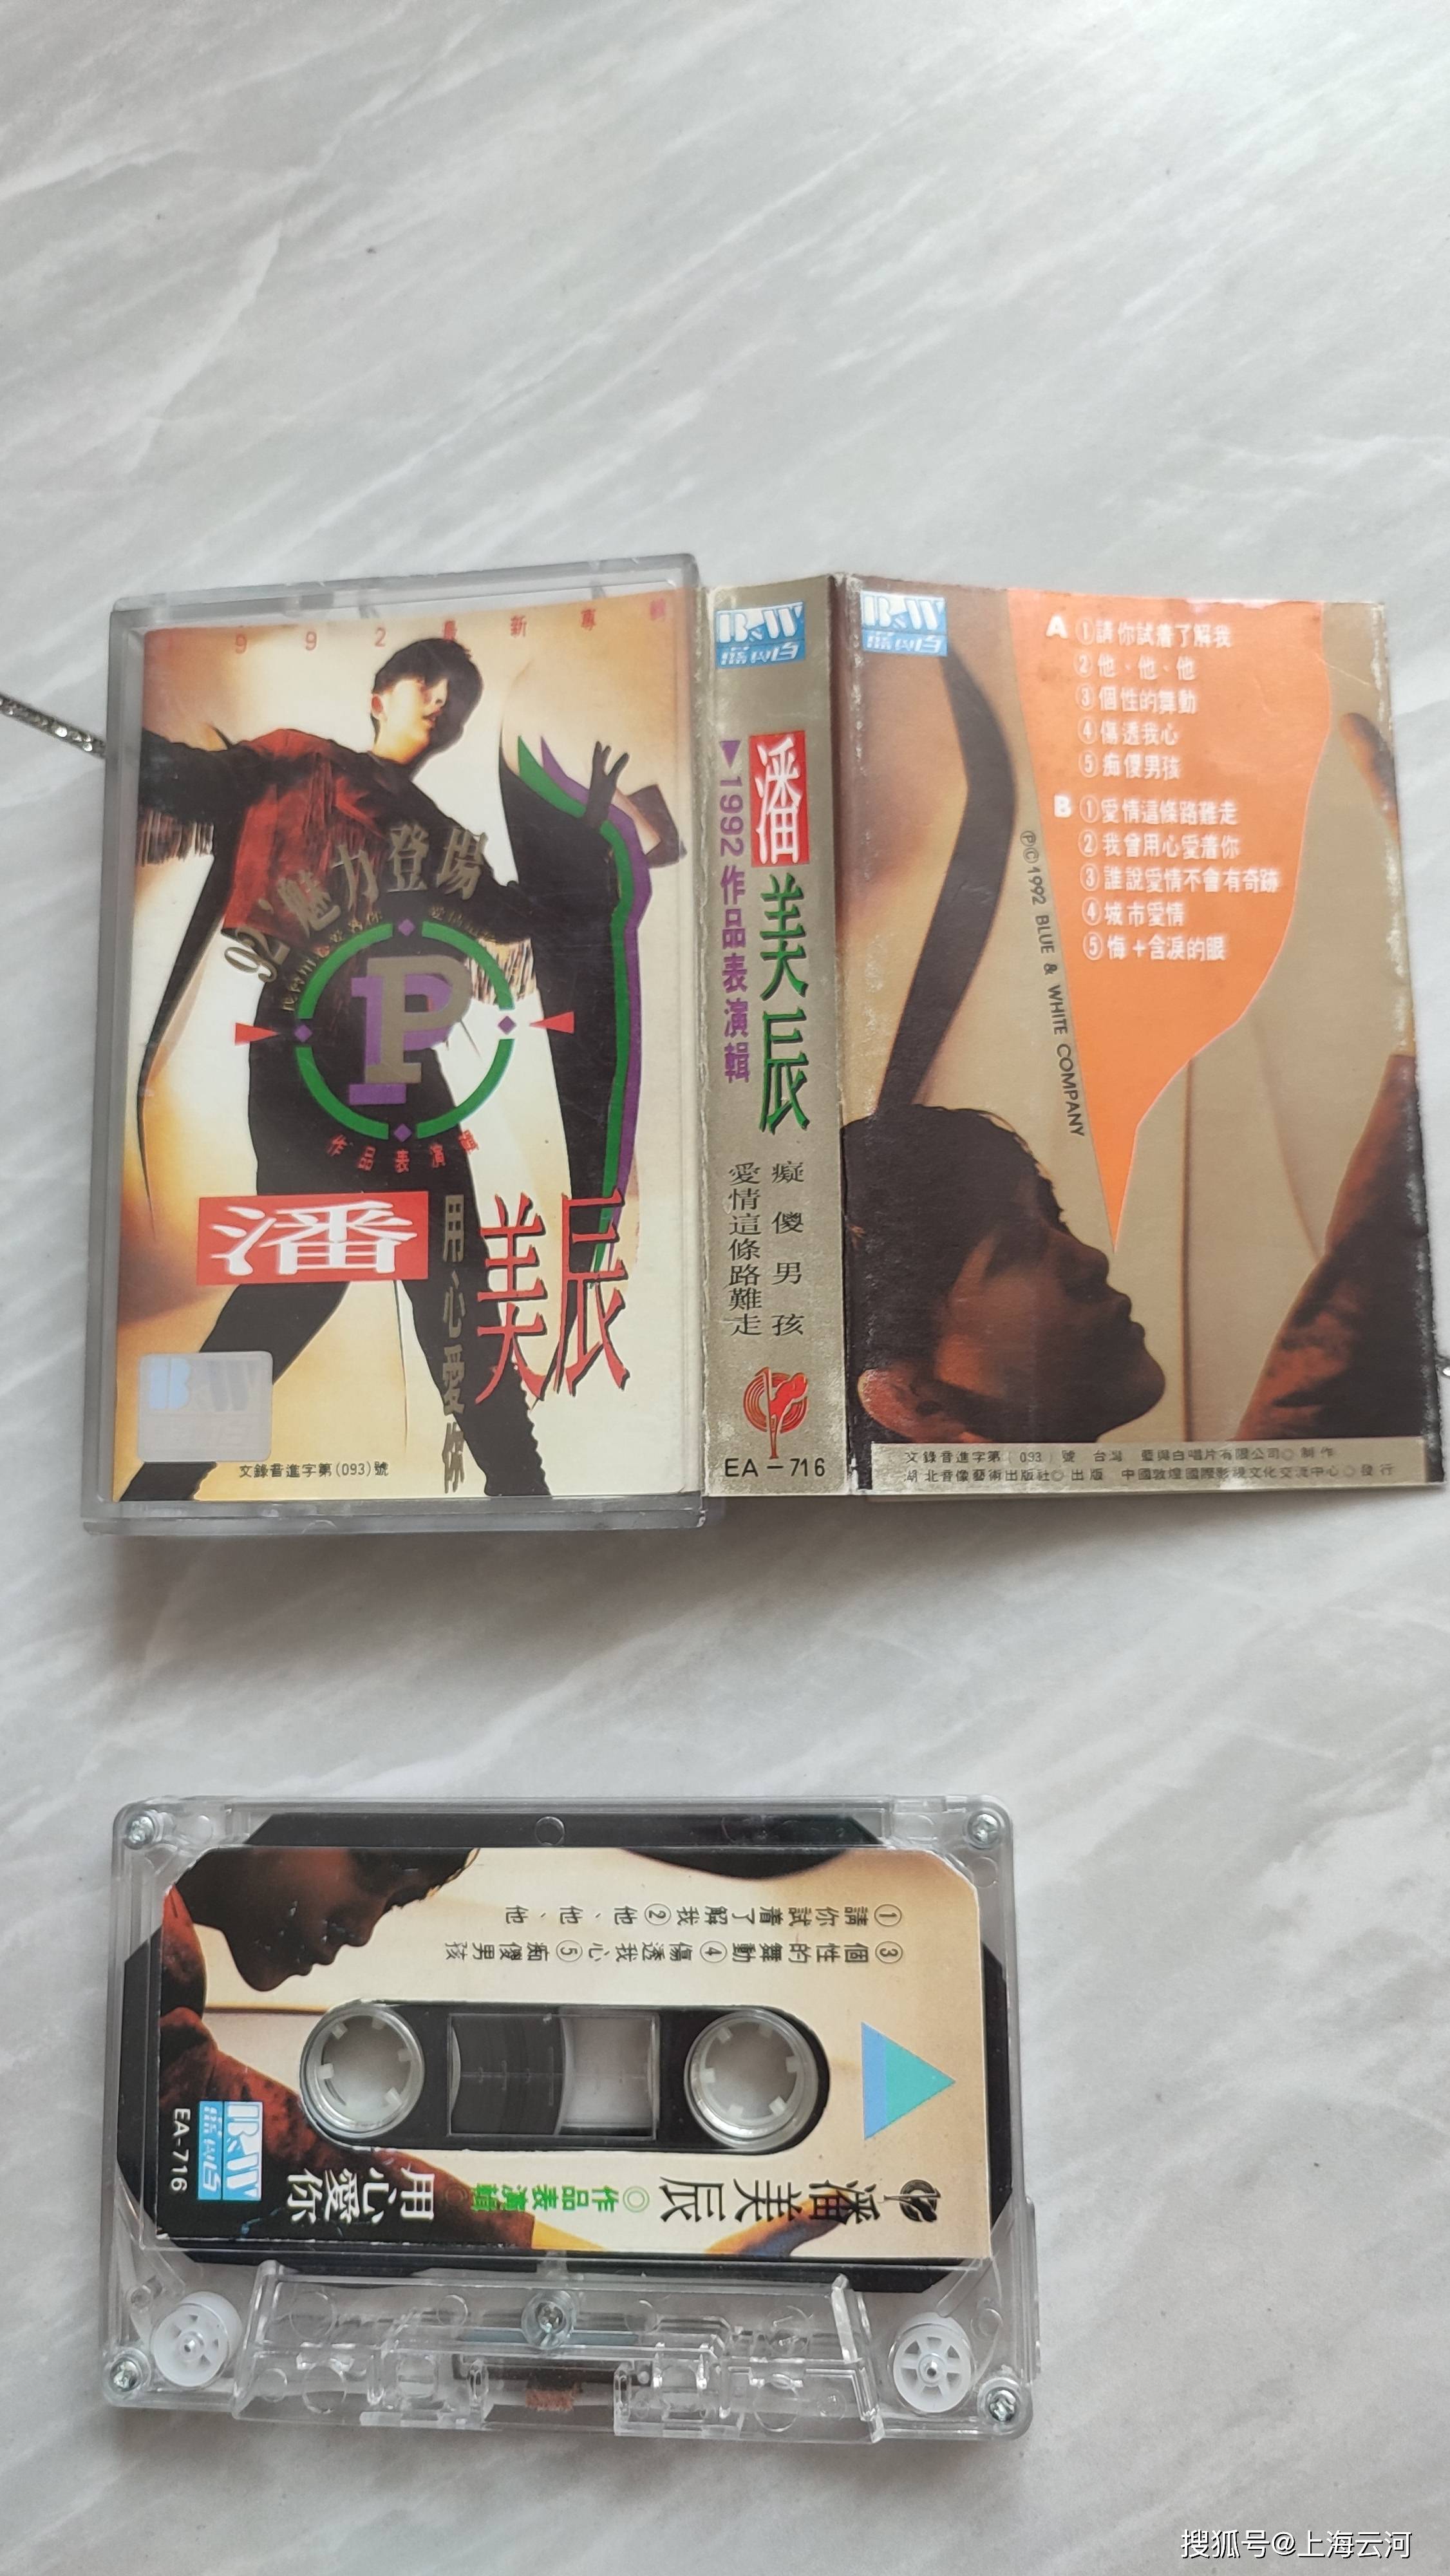 1992最新專輯
92'魅力登場
P
作品表演輯
潘美辰
用心愛你
B&W
文錄音進字第(093)號
B&W
藍與白
潘美辰
1992作品表演輯
癡傻男孩
愛情這條路難走
EA-716
B&W
藍與白
A ①請你試着了解我
②他、他、他
③個性的舞動
④傷透我心
⑤痴傻男孩
B ①愛情這條路難走
②我會用心愛着你
③誰說愛情不會有奇跡
④城市愛情
⑤悔+含淚的眼
ⓅⒸ1992 BLUE & WHITE COMPANY
文錄音進字第(093)號 台灣 藍與白唱片有限公司◎製作
湖北音像藝術出版社◎出版 中國敦煌國際影視文化交流中心◎發行
①請你試着了解我②他、他、他
③個性的舞動④傷透我心⑤痴傻男孩
潘美辰◎作品表演輯 用心愛你
B&W
藍與白
EA-716
搜狐号@上海云河